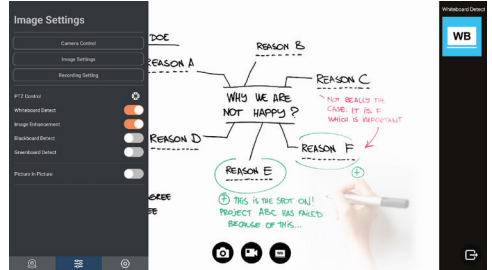 Image Settings
Camera Control
Image Settings
Recording Setting
PTZ Control
Whiteboard Detect
Image Enhancement
Blackboard Detect
Greenboard Detect
Picture in Picture
DOE
REASON A
REASON B
REASON C
WHY WE ARE
NOT HAPPY ?
NOT REALLY THE
CASE. IT IS F
WHICH IS IMPORTANT
REASON D
REASON F
REASON E
THIS IS THE SPOT ON!
PROJECT ABC HAS FAILED
BECAUSE OF THIS...
GREE
EE
Whiteboard Detect
WB